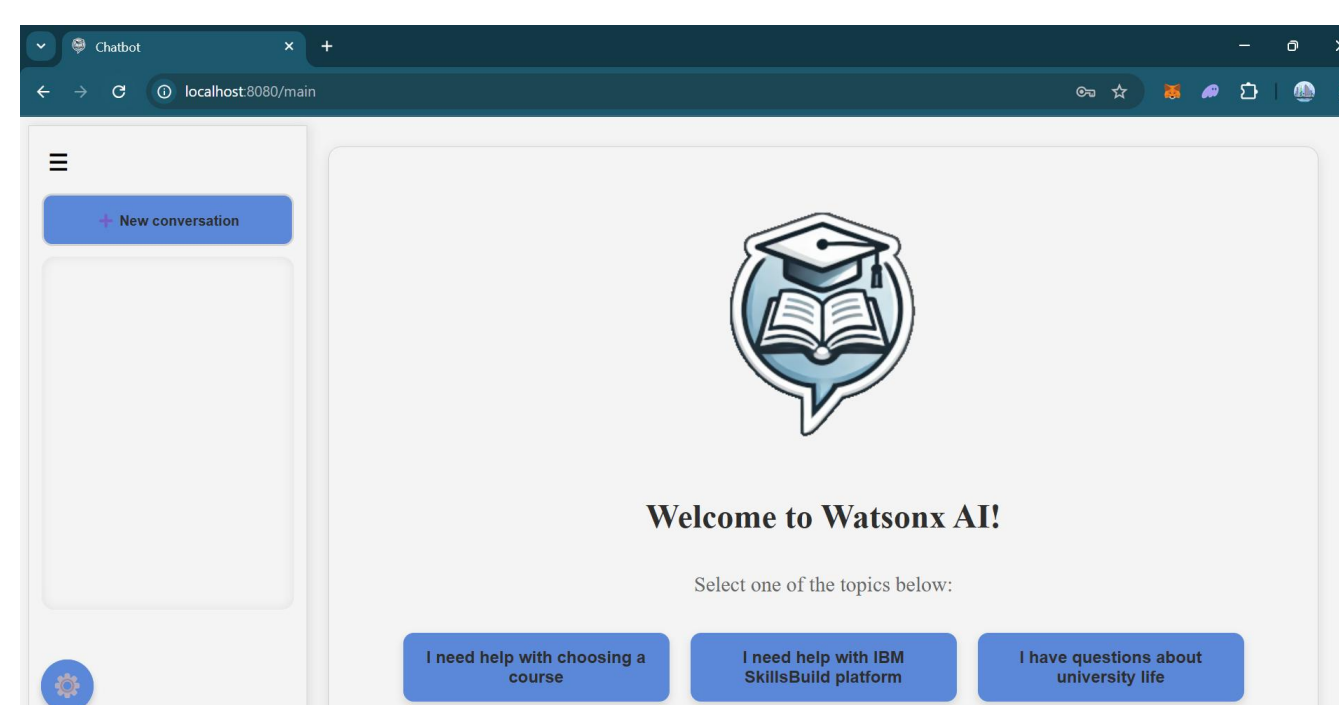 Chatbot
localhost:8080/main
New conversation
Welcome to Watsonx AI!
Select one of the topics below:
I need help with choosing a
course
I need help with IBM
SkillsBuild platform
I have questions about
university life